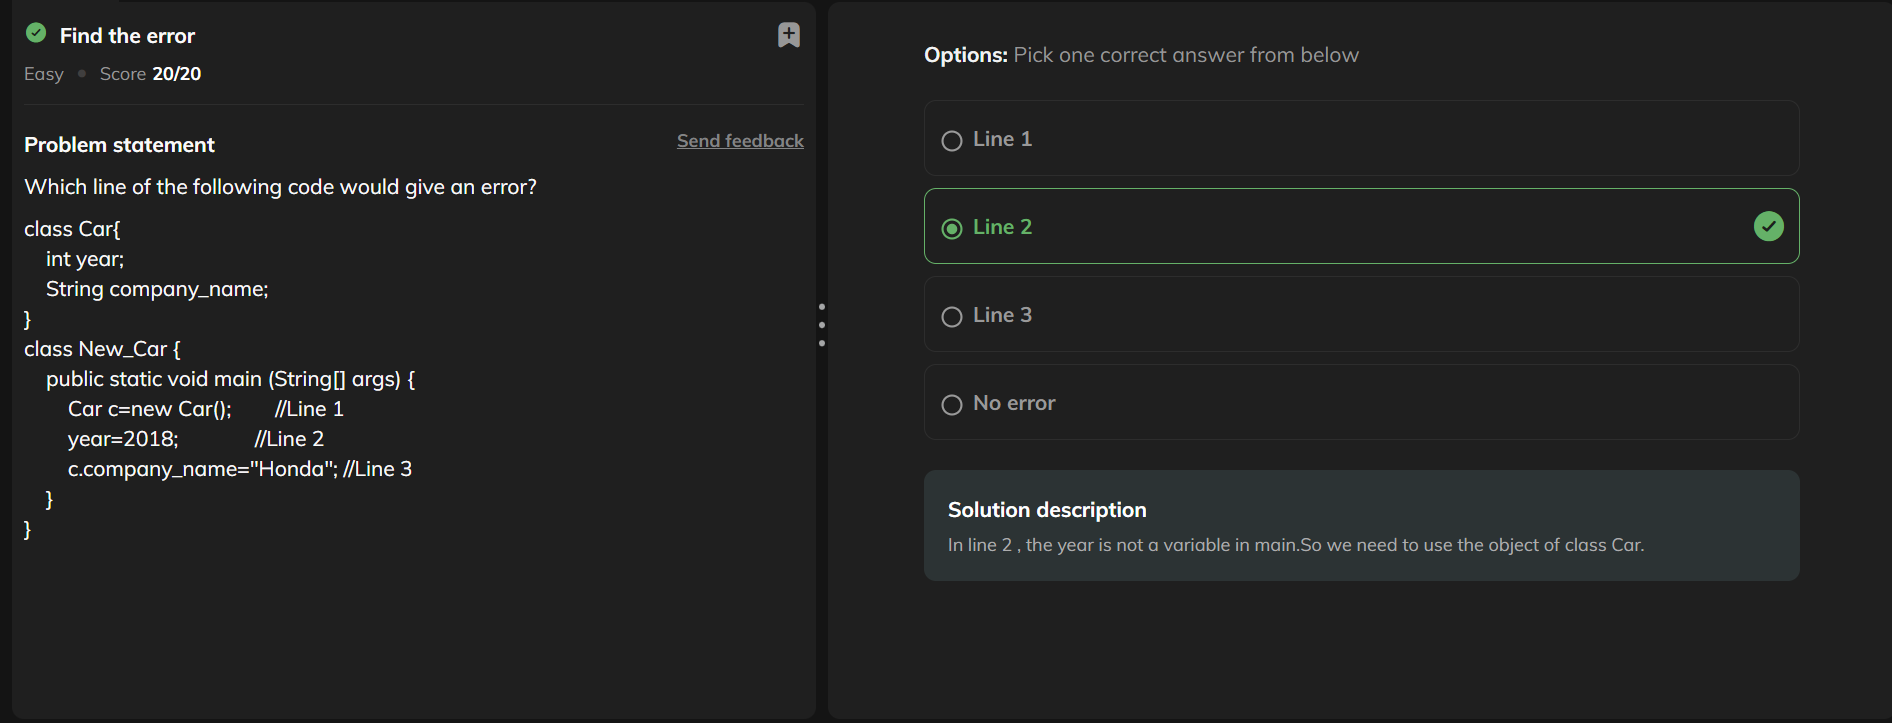 Find the error
Easy • Score 20/20
Problem statement
Send feedback
Which line of the following code would give an error?
class Car{
    int year;
    String company_name;
}
class New_Car {
    public static void main (String[] args) {
        Car c=new Car();        //Line 1
        year=2018;              //Line 2
        c.company_name="Honda"; //Line 3
    }
}
Options: Pick one correct answer from below
Line 1
Line 2
Line 3
No error
Solution description
In line 2 , the year is not a variable in main.So we need to use the object of class Car.